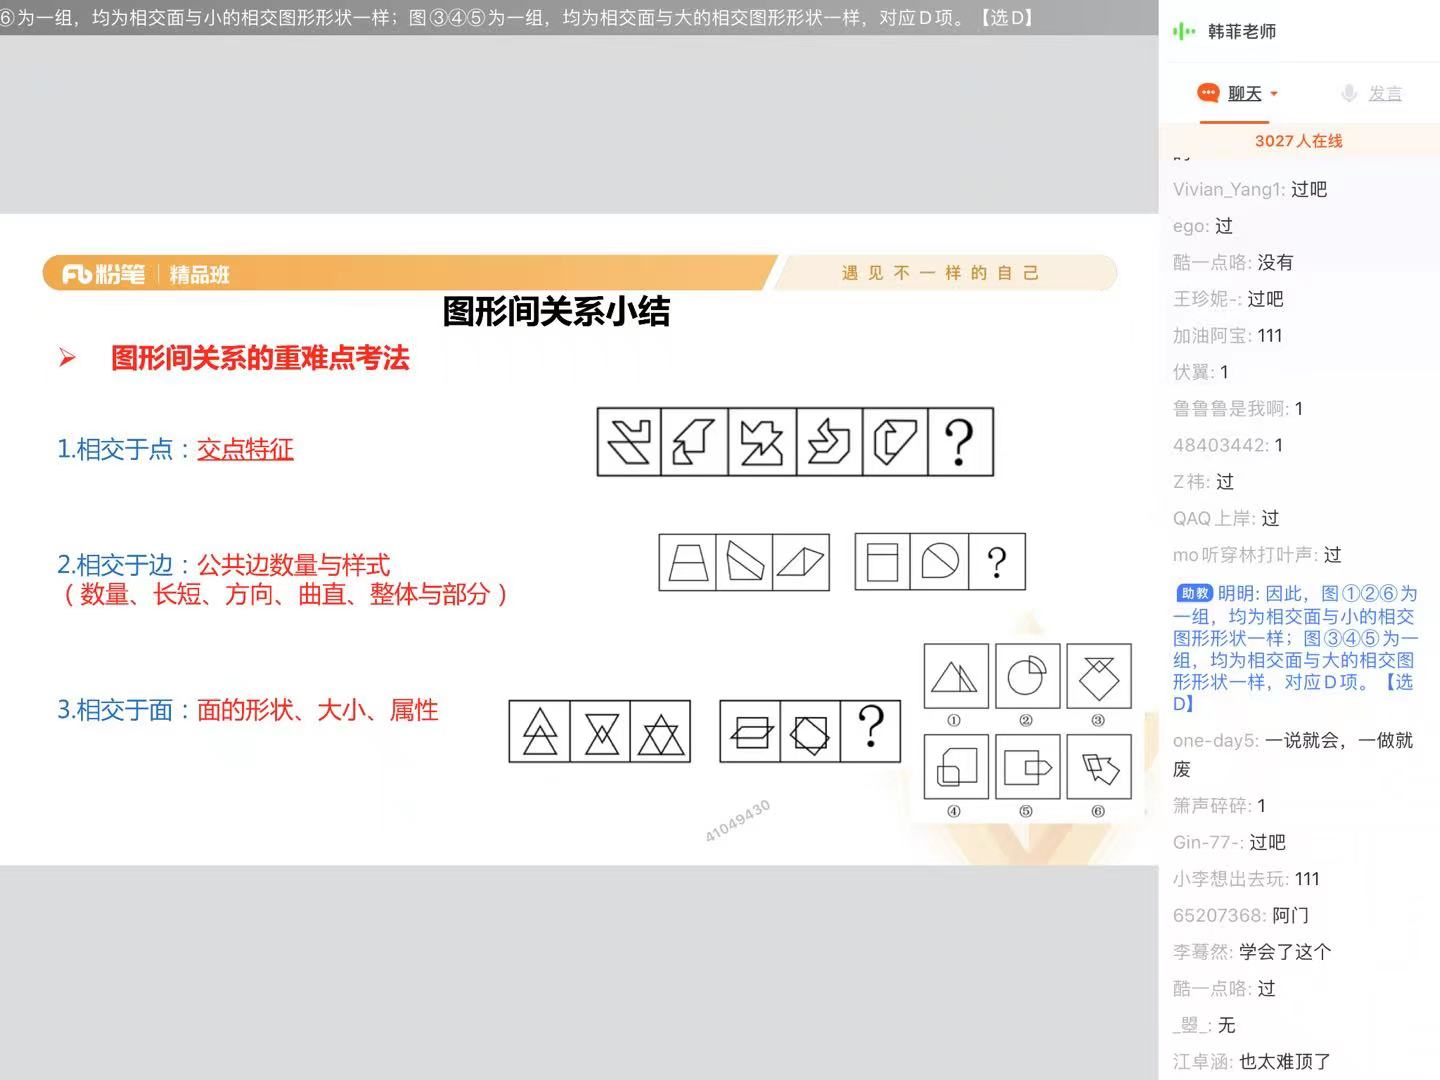 ⑥为一组，均为相交面与小的相交图形形状一样；图③④⑤为一组，均为相交面与大的相交图形形状一样，对应D项。【选D】
粉笔 精品班
遇见不一样的自己
图形间关系小结
图形间关系的重难点考法
1.相交于点：交点特征
?
2.相交于边：公共边数量与样式
（数量、长短、方向、曲直、整体与部分）
?
3.相交于面：面的形状、大小、属性
?
① ② ③
④ ⑤ ⑥
41049430
韩菲老师
聊天 发言
3027人在线
Vivian_Yang1: 过吧
ego: 过
酷一点咯: 没有
王珍妮-: 过吧
加油阿宝: 111
伏翼: 1
鲁鲁鲁是我啊: 1
48403442: 1
Z祎: 过
QAQ上岸: 过
mo听穿林打叶声: 过
助教 明明: 因此，图①②⑥为
一组，均为相交面与小的相交
图形形状一样；图③④⑤为一
组，均为相交面与大的相交图
形形状一样，对应D项。【选
D】
one-day5: 一说就会，一做就
废
箫声碎碎: 1
Gin-77-: 过吧
小李想出去玩: 111
65207368: 阿门
李蓦然: 学会了这个
酷一点咯: 过
_曌_: 无
江卓涵: 也太难顶了